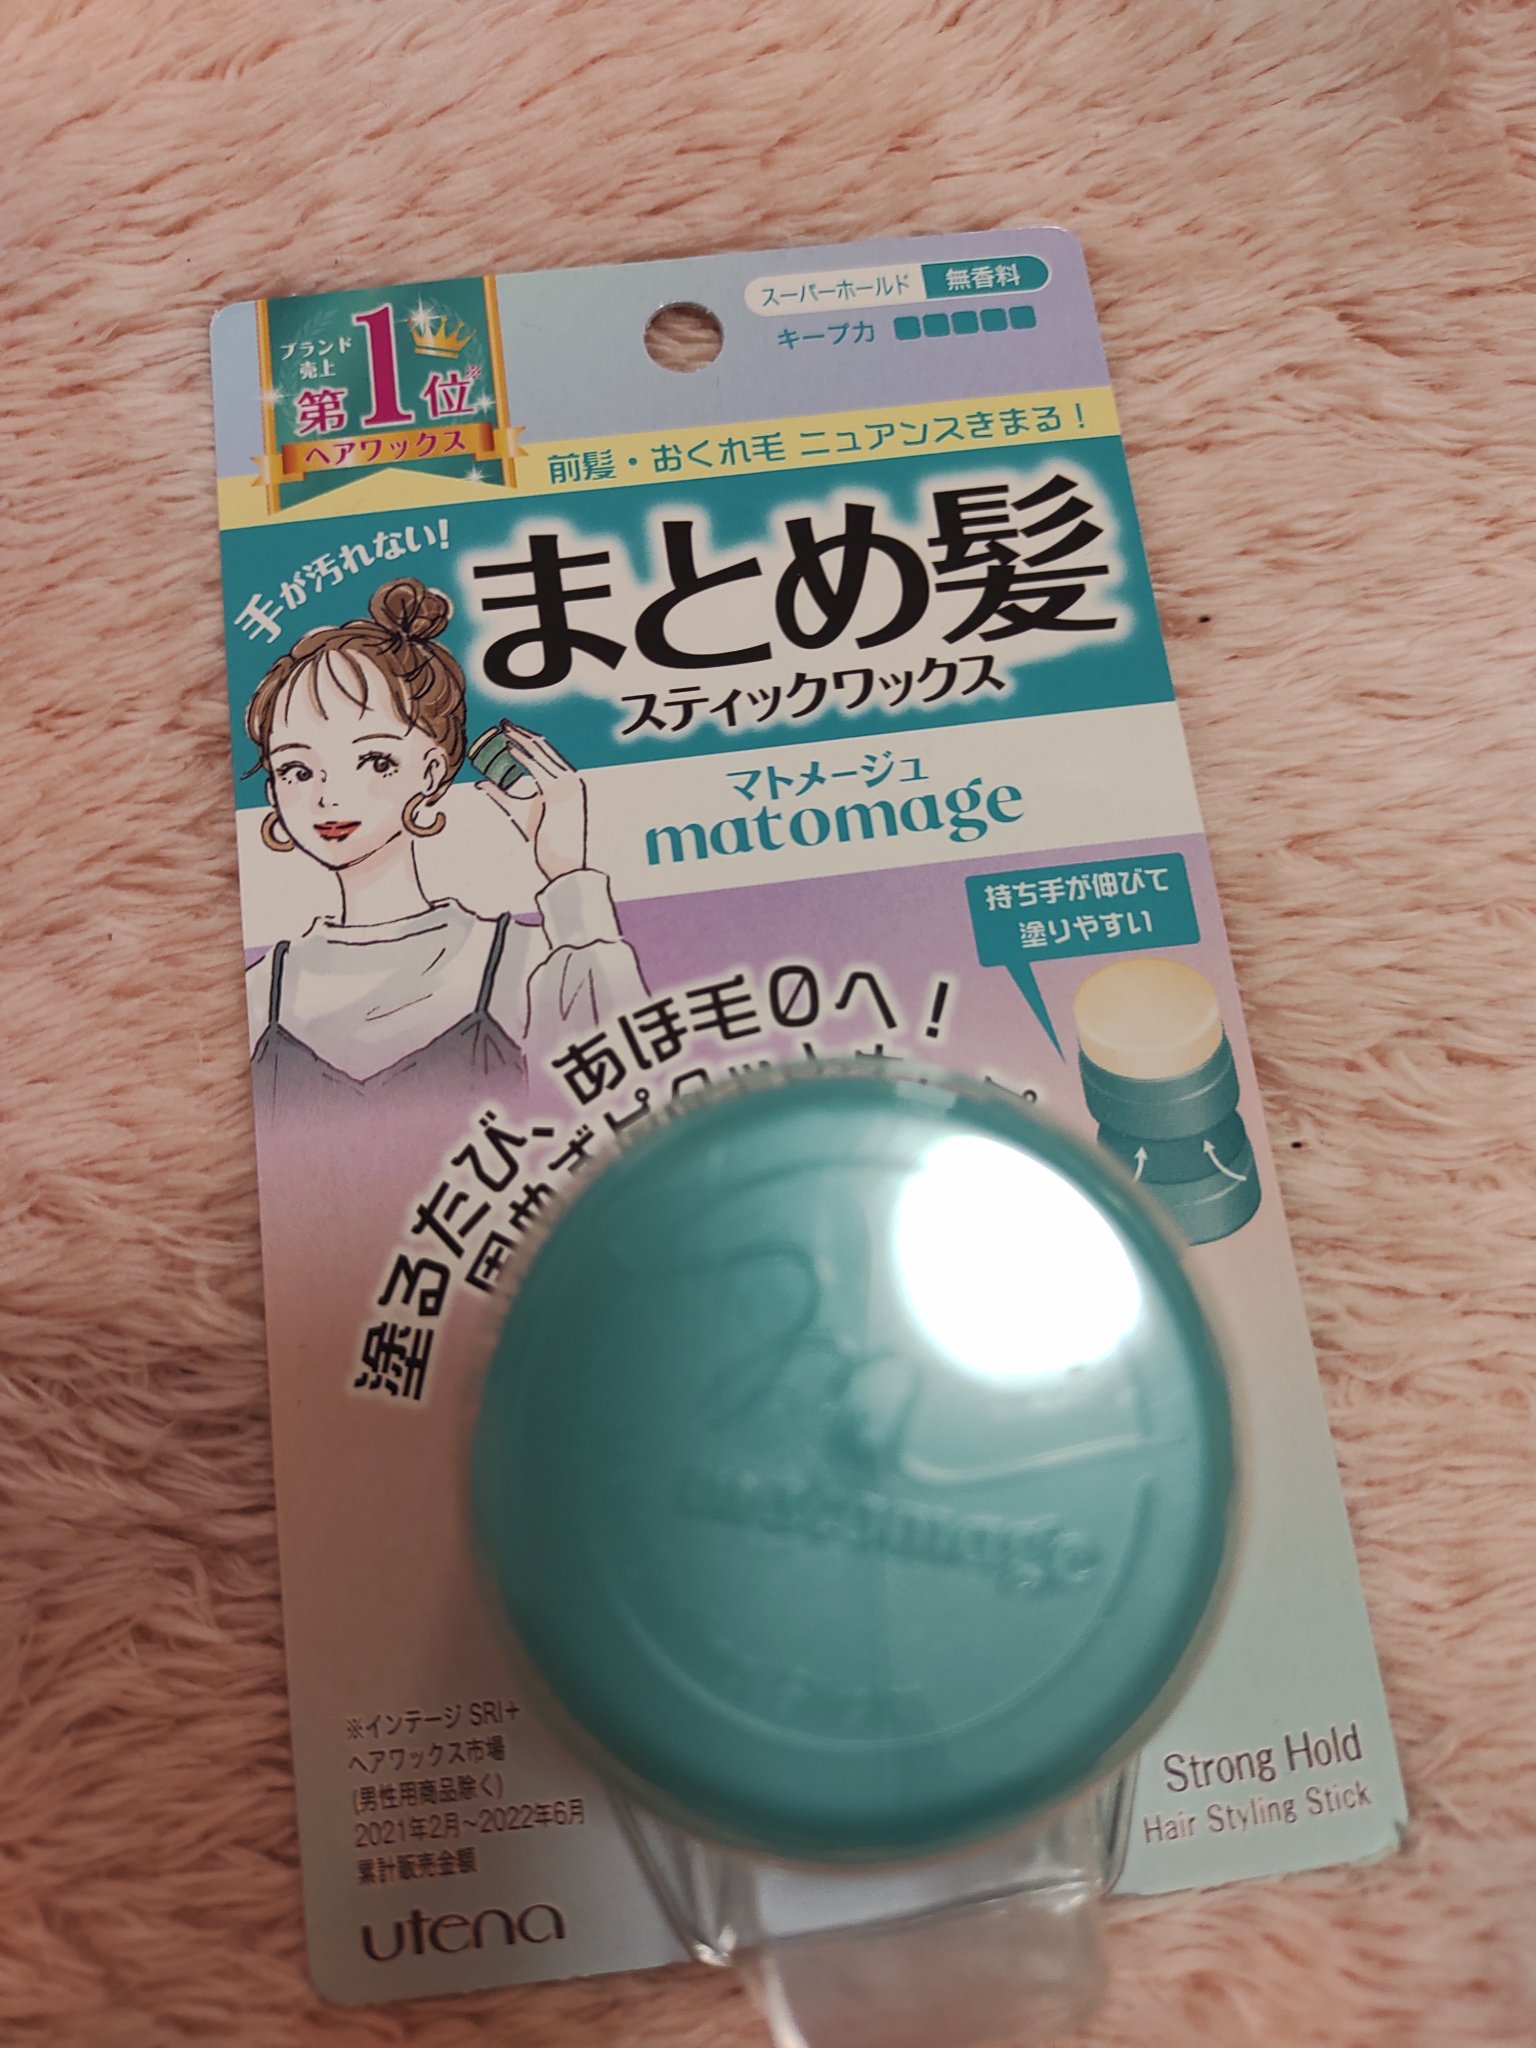 スーパーホールド 無香料
キープ力
ブランド
売上
第1位※
ヘアワックス
前髪・おくれ毛 ニュアンスきまる！
手が汚れない!
まとめ髪
スティックワックス
マトメージュ
matomage
持ち手が伸びて
塗りやすい
塗るたび、あほ毛0へ!
matomage
※インテージ SRI+
ヘアワックス市場
(男性用商品除く)
2021年2月〜2022年6月
累計販売金額
utena
Strong Hold
Hair Styling Stick